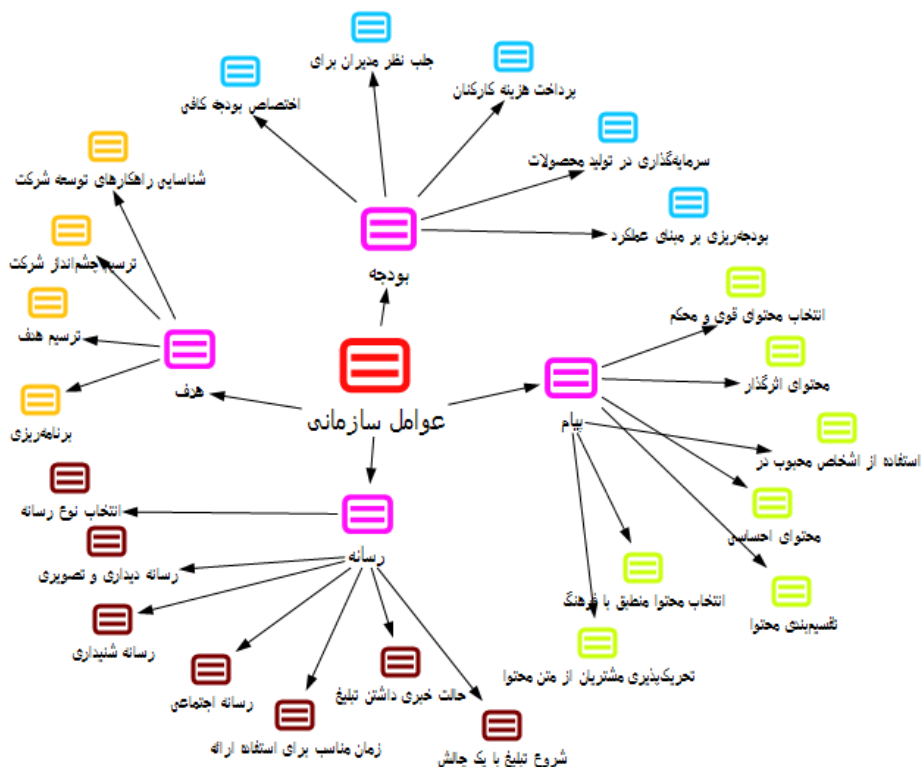 جلب نظر مدیران برای
پرداخت هزینه کارکنان
اختصاص بودجه کافی
سرمایه‌گذاری در تولید محصولات
بودجه‌ریزی بر مبنای عملکرد
بودجه
شناسایی راهکارهای توسعه شرکت
ترسیم چشم‌انداز شرکت
ترسیم هدف
برنامه‌ریزی
هدف
عوامل سازمانی
انتخاب محتوای قوی و محکم
محتوای اثرگذار
پیام
استفاده از اشخاص محبوب در
محتوای احساسی
تقسیم‌بندی محتوا
انتخاب محتوا منطبق با فرهنگ
تحریک‌پذیری مشتریان از متن محتوا
رسانه
انتخاب نوع رسانه
رسانه دیداری و تصویری
رسانه شنیداری
رسانه اجتماعی
زمان مناسب برای استفاده ارائه
حالت خبری داشتن تبلیغ
شروع تبلیغ با یک چالش